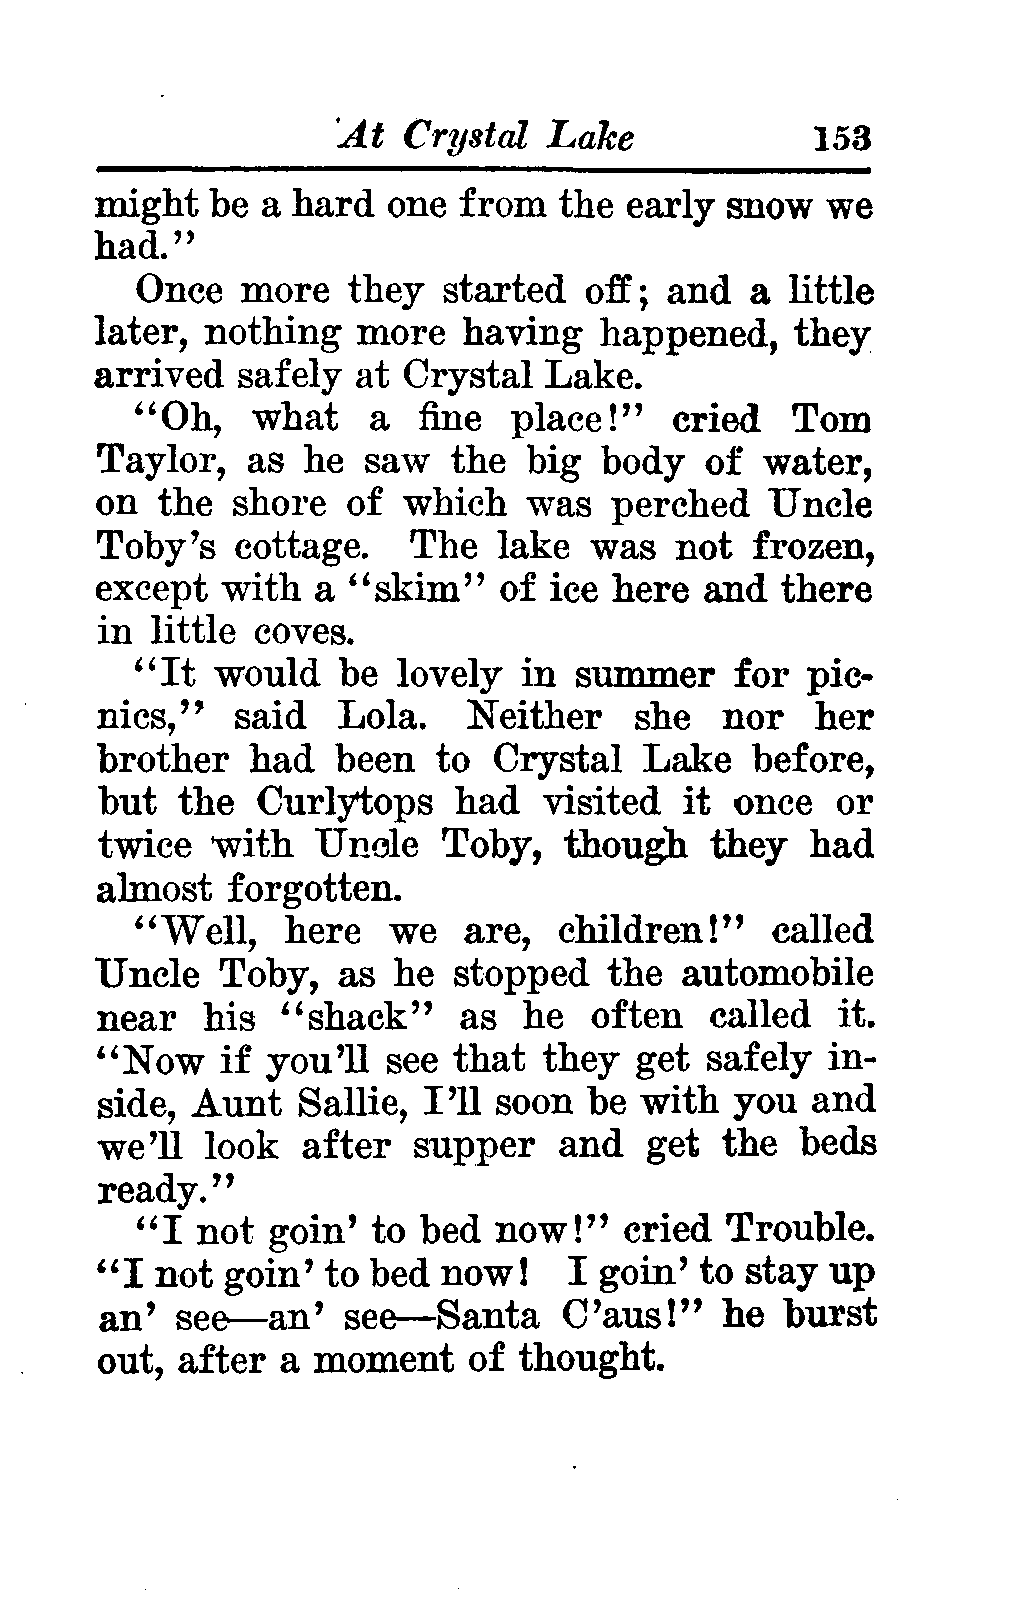 At Crystal Lake 153
might be a hard one from the early snow we
had."
Once more they started off; and a little
later, nothing more having happened, they
arrived safely at Crystal Lake.
"Oh, what a fine place!" cried Tom
Taylor, as he saw the big body of water,
on the shore of which was perched Uncle
Toby's cottage. The lake was not frozen,
except with a "skim" of ice here and there
in little coves.
"It would be lovely in summer for pic-
nics," said Lola. Neither she nor her
brother had been to Crystal Lake before,
but the Curlytops had visited it once or
twice with Uncle Toby, though they had
almost forgotten.
"Well, here we are, children!" called
Uncle Toby, as he stopped the automobile
near his "shack" as he often called it.
"Now if you'll see that they get safely in-
side, Aunt Sallie, I'll soon be with you and
we'll look after supper and get the beds
ready."
"I not goin' to bed now!" cried Trouble.
"I not goin' to bed now! I goin' to stay up
an' see—an' see—Santa C'aus!" he burst
out, after a moment of thought.